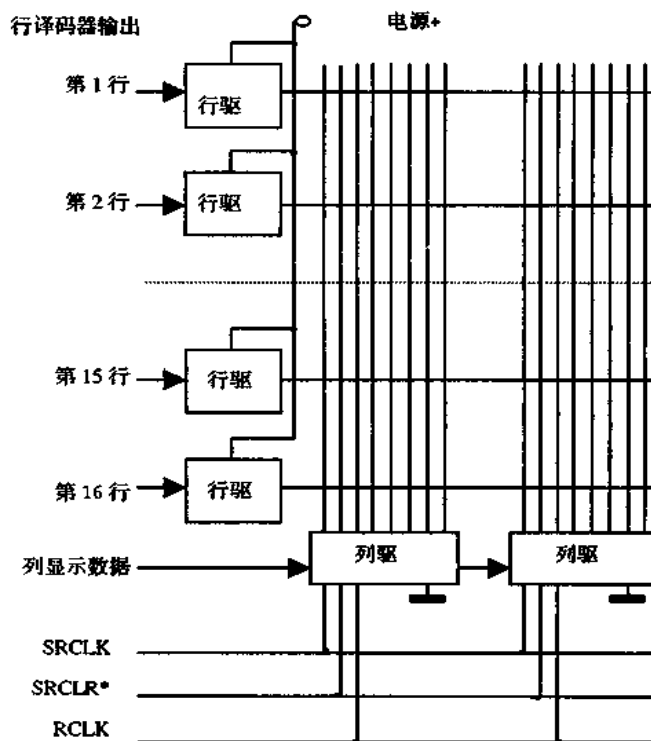 行译码器输出
电源+
第 1 行
行驱
第 2 行
行驱
第 15 行
行驱
第 16 行
行驱
列显示数据
列驱
列驱
SRCLK
SRCLR*
RCLK